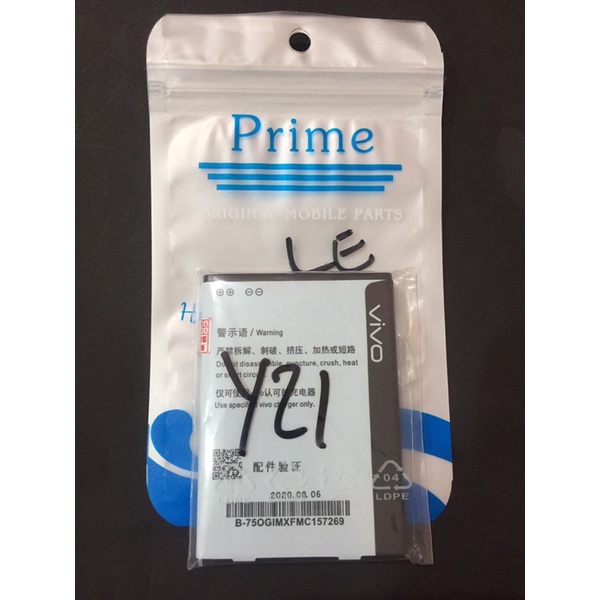 Prime
ORIGINAL MOBILE PARTS
LE
vivo
警示语 / Warning
严禁拆解、刺破、挤压、加热或短路
Do not disassemble, puncture, crush, heat
or short circuit
仅可使用vivo认可的充电器
Use specified vivo charger only.
Y21
配件验证
04
LDPE
2020.08.06
B-75OGIMXFMC157269